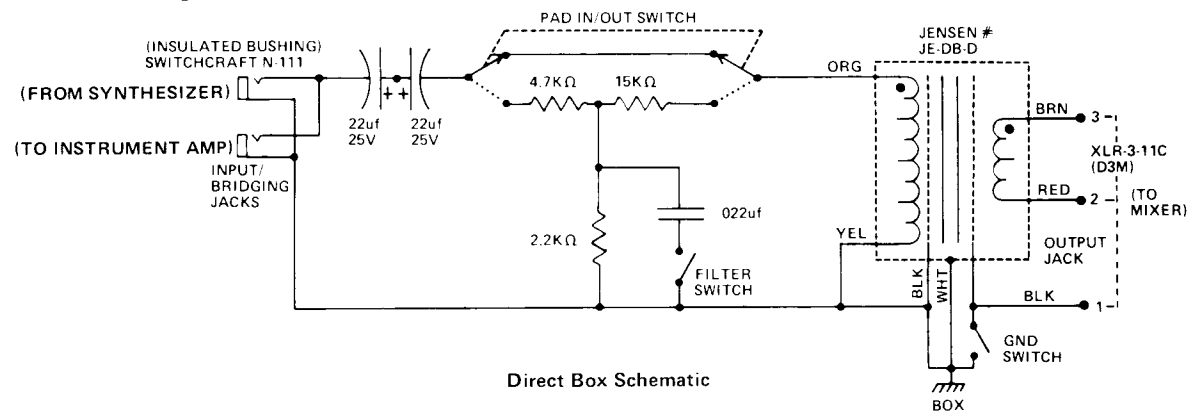 PAD IN/OUT SWITCH
JENSEN #
JE-DB-D
(INSULATED BUSHING)
SWITCHCRAFT N-111
(FROM SYNTHESIZER)
(TO INSTRUMENT AMP)
INPUT/
BRIDGING
JACKS
+ +
22uf
25V
22uf
25V
4.7KΩ
15KΩ
2.2KΩ
022uf
FILTER
SWITCH
ORG
YEL
BLK
WHT
BRN
RED
BLK
3
2
1
XLR-3-11C
(D3M)
(TO
MIXER)
OUTPUT
JACK
GND
SWITCH
BOX
Direct Box Schematic